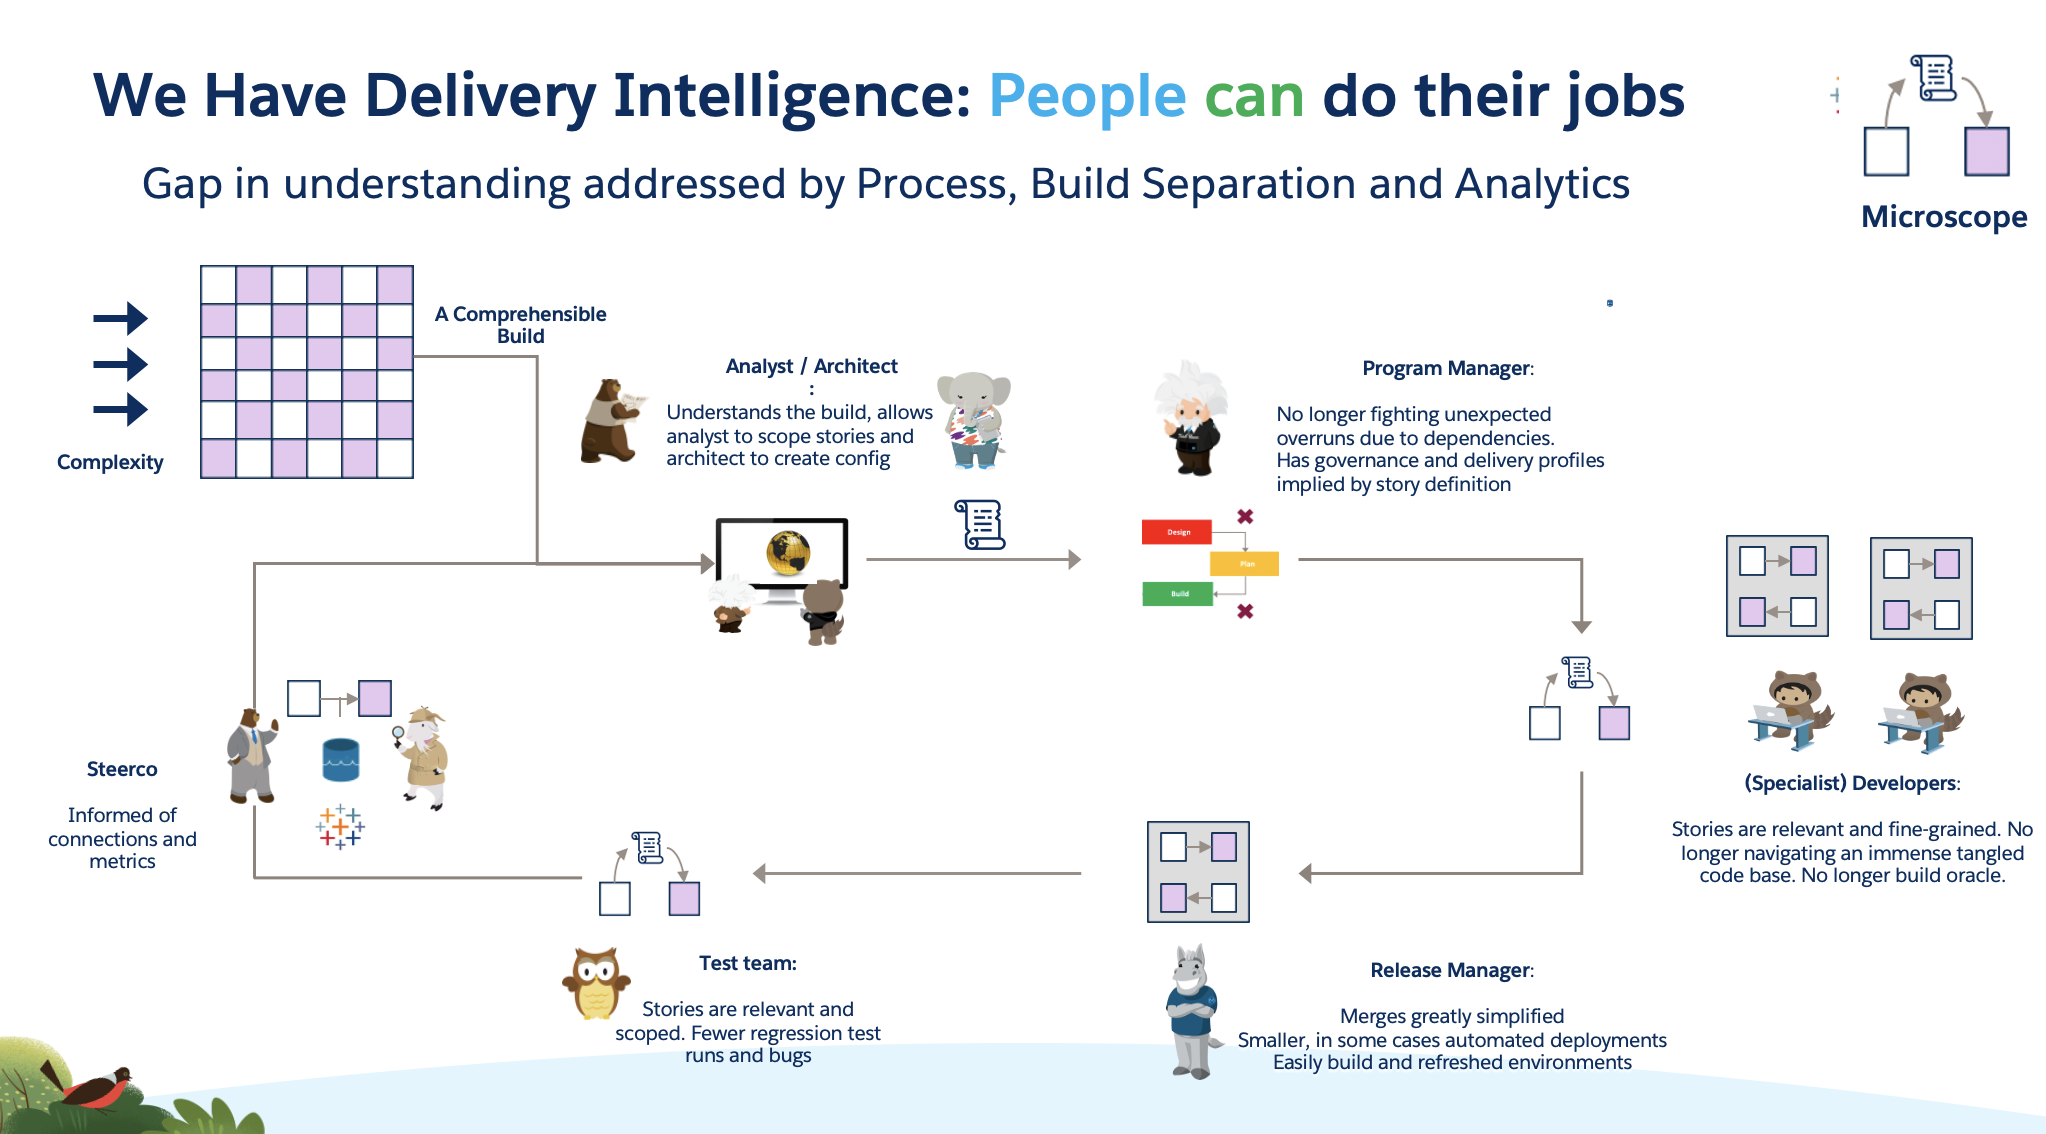 We Have Delivery Intelligence: People can do their jobs
Gap in understanding addressed by Process, Build Separation and Analytics
Microscope
A Comprehensible
Build
Complexity
Analyst / Architect
:
Understands the build, allows
analyst to scope stories and
architect to create config
Program Manager:
No longer fighting unexpected
overruns due to dependencies.
Has governance and delivery profiles
implied by story definition
Design
Plan
Build
(Specialist) Developers:
Stories are relevant and fine-grained. No
longer navigating an immense tangled
code base. No longer build oracle.
Steerco
Informed of
connections and
metrics
Test team:
Stories are relevant and
scoped. Fewer regression test
runs and bugs
Release Manager:
Merges greatly simplified
Smaller, in some cases automated deployments
Easily build and refreshed environments